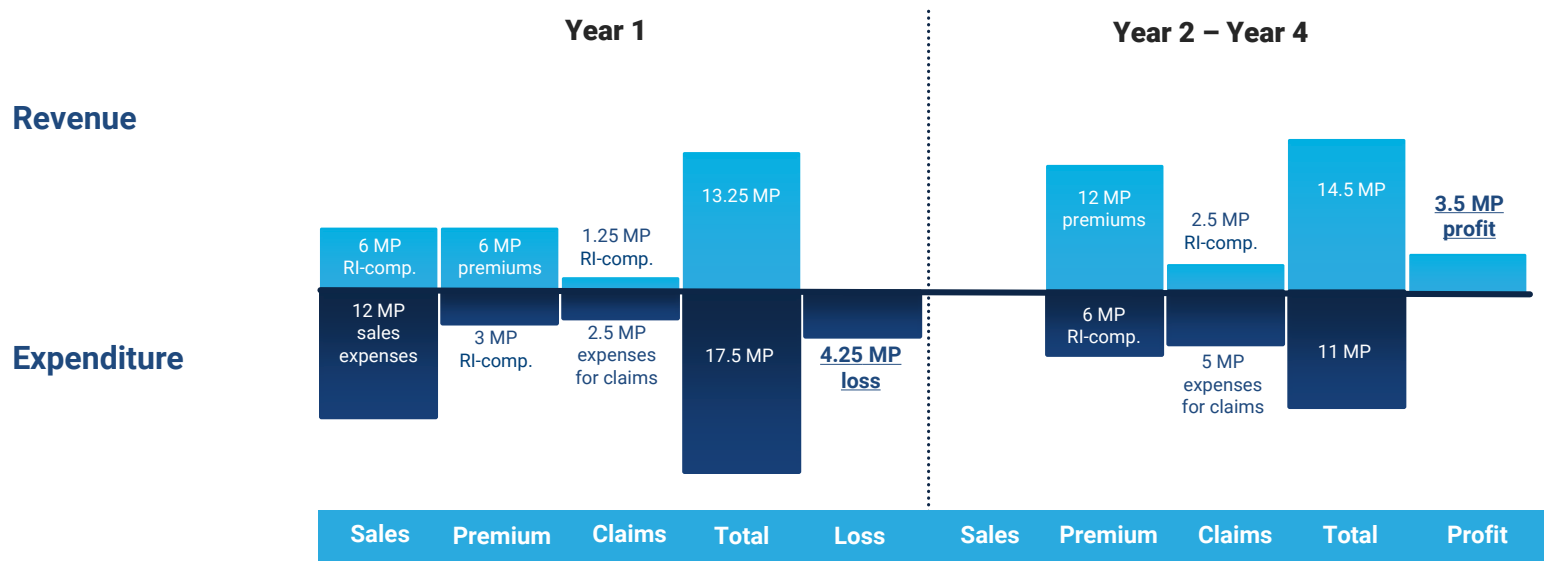 Year 1
Year 2 – Year 4
Revenue
6 MP
RI-comp.
6 MP
premiums
1.25 MP
RI-comp.
13.25 MP
12 MP
premiums
2.5 MP
RI-comp.
14.5 MP
3.5 MP
profit
Expenditure
12 MP
sales
expenses
3 MP
RI-comp.
2.5 MP
expenses
for claims
17.5 MP
4.25 MP
loss
6 MP
RI-comp.
5 MP
expenses
for claims
11 MP
Sales Premium Claims Total Loss Sales Premium Claims Total Profit